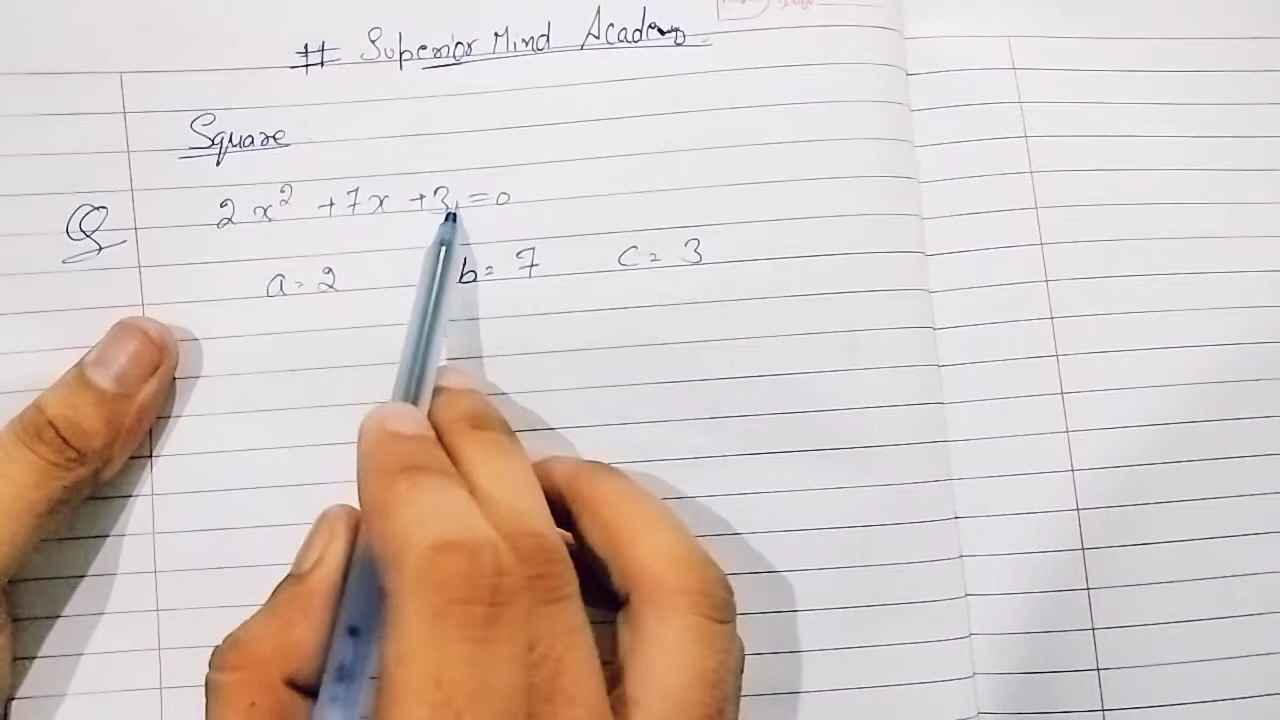 # Superior Mind Academy
Square
Q 2x² +7x +3 =0
a = 2 b = 7 c = 3